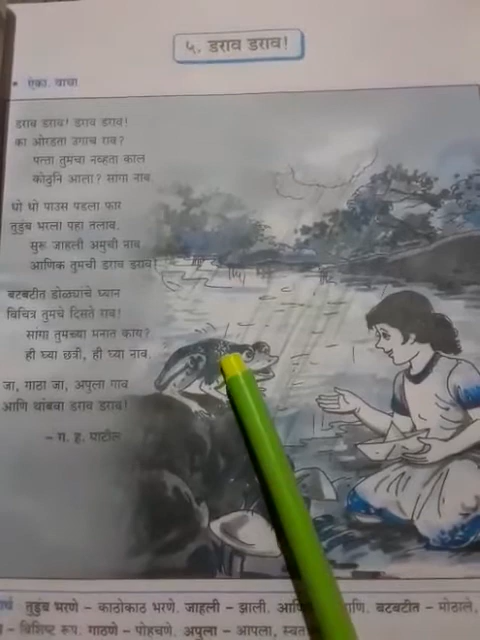 ५. डराव डराव!
• ऐका. वाचा
डराव डराव! डराव डराव!
का ओरडता उगाच राव?
पत्ता तुमचा नव्हता काल
कोठुनि आला? सांगा नाव
धो धो पाउस पडला फार
तुडुंब भरला पहा तलाव.
सुरू जाहली अमुची नाव
आणिक तुमची डराव डराव!
बटबटीत डोळ्यांचे ध्यान
विचित्र तुमचे दिसते राव!
सांगा तुमच्या मनात काय?
ही घ्या छत्री, ही घ्या नाव.
जा, गाठा जा, अपुला गाव
आणि थांबवा डराव डराव!
– ग. ह. पाटील
तुडुंब भरणे – काठोकाठ भरणे. जाहली – झाली. बटबटीत – मोठाले,
– विशिष्ट रूप. गाठणे – पोहचणे. अपुला – आपला,